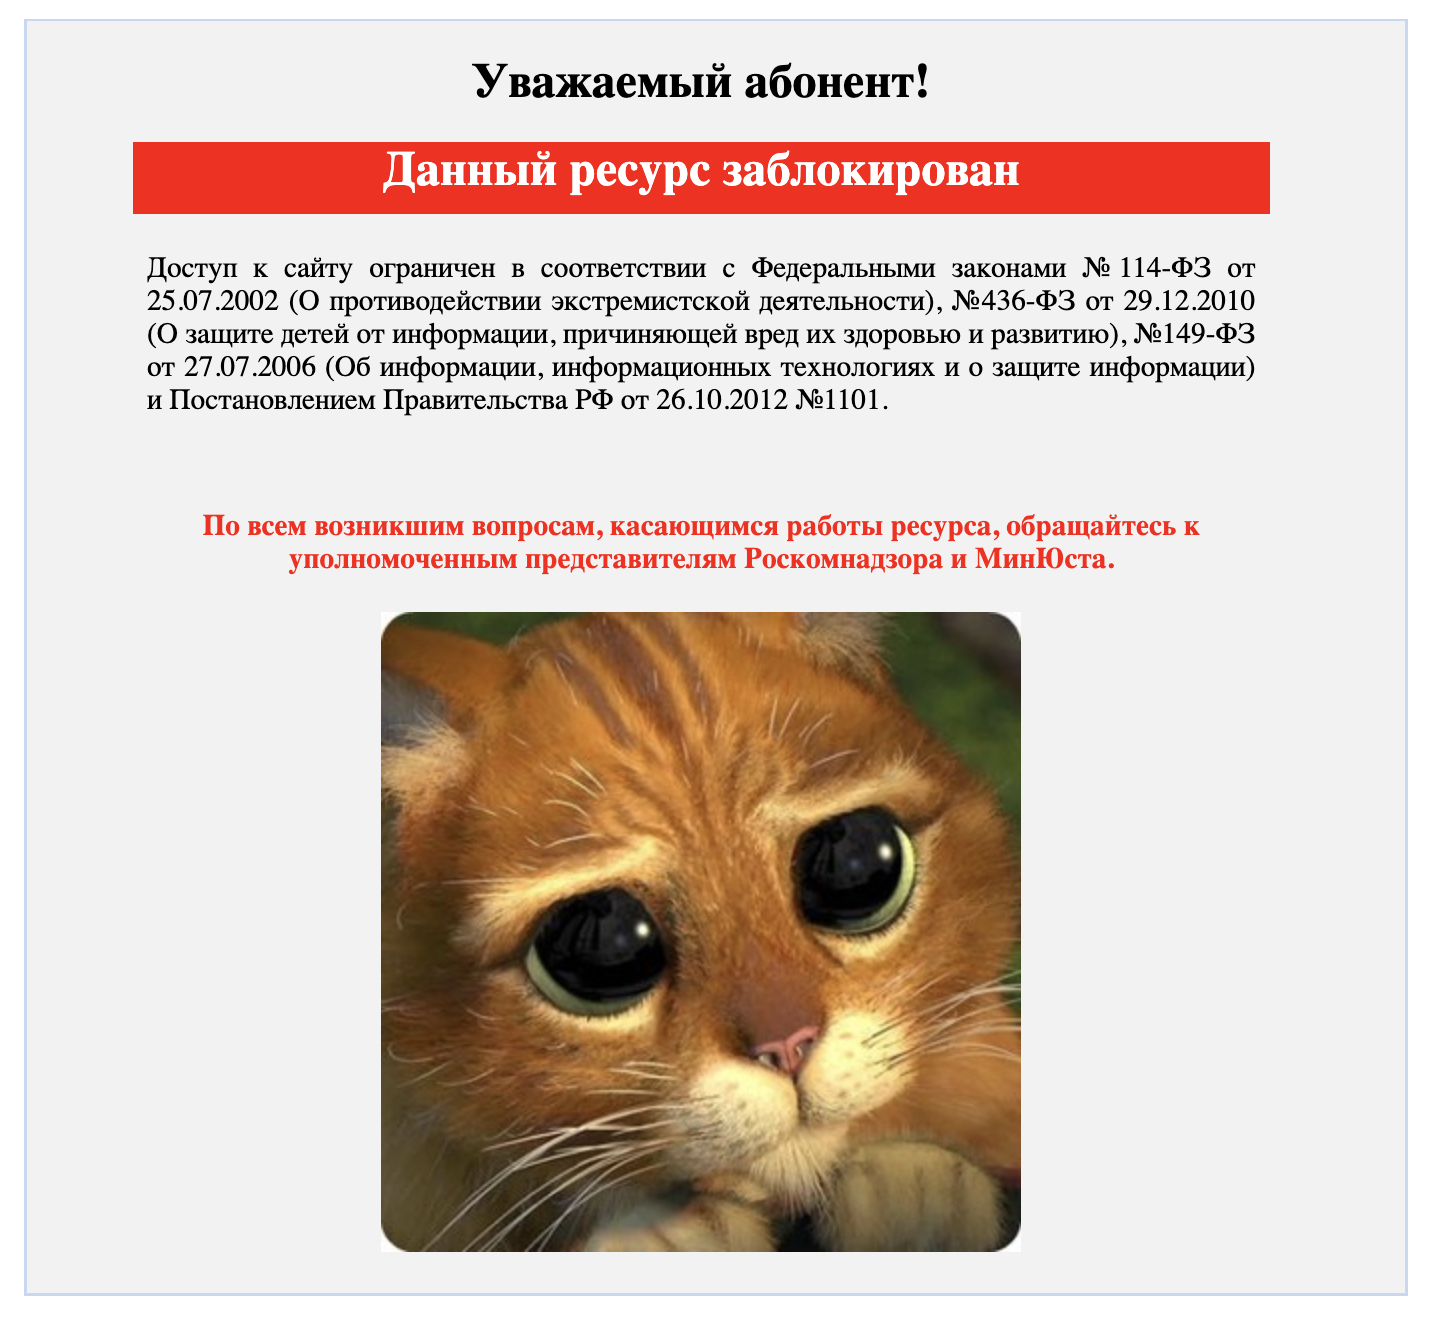 Уважаемый абонент!
Данный ресурс заблокирован
Доступ к сайту ограничен в соответствии с Федеральными законами №114-ФЗ от
25.07.2002 (О противодействии экстремистской деятельности), №436-ФЗ от 29.12.2010
(О защите детей от информации, причиняющей вред их здоровью и развитию), №149-ФЗ
от 27.07.2006 (Об информации, информационных технологиях и о защите информации)
и Постановлением Правительства РФ от 26.10.2012 №1101.
По всем возникшим вопросам, касающимся работы ресурса, обращайтесь к
уполномоченным представителям Роскомнадзора и МинЮста.